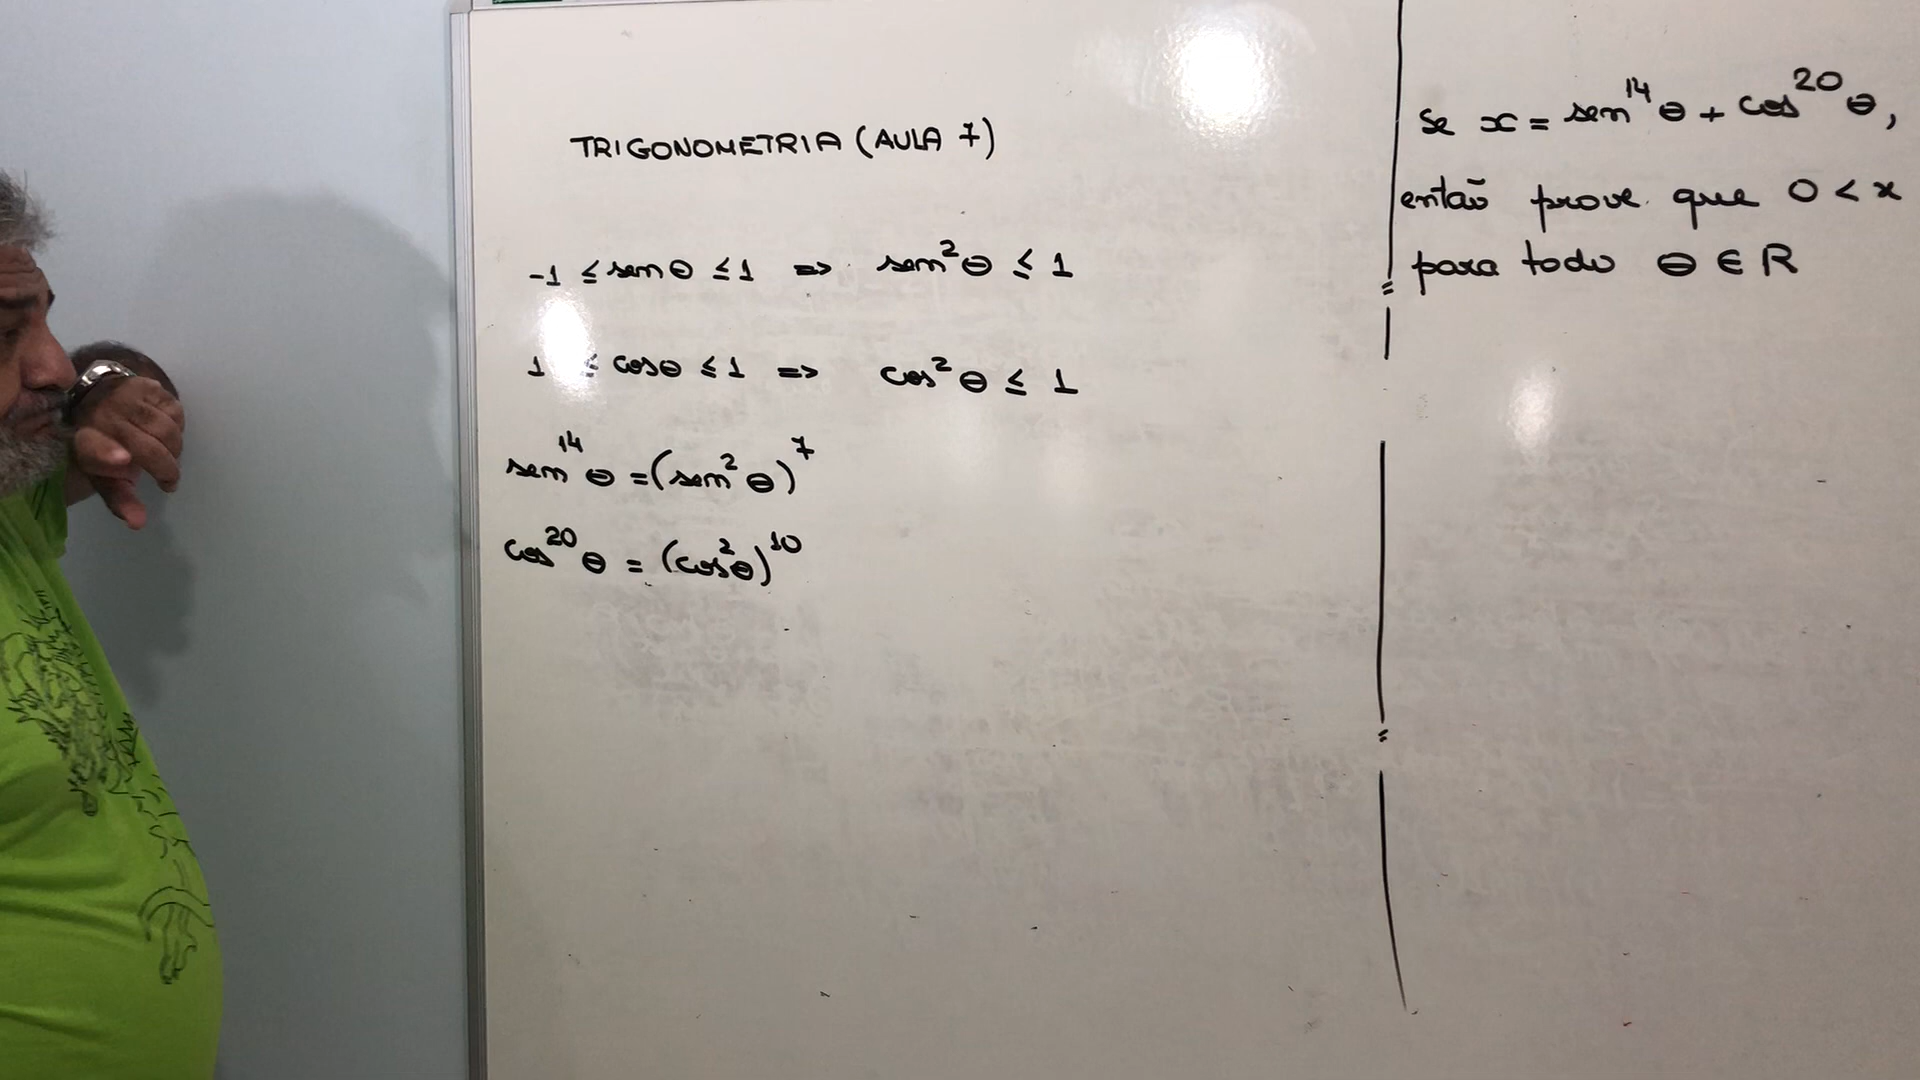 TRIGONOMETRIA (AULA 7)
-1 ≤ sen θ ≤ 1 => sen²θ ≤ 1
1 ≤ cos θ ≤ 1 => cos²θ ≤ 1
sen¹⁴θ = (sen²θ)⁷
cos²⁰θ = (cos²θ)¹⁰
Se x = sen¹⁴θ + cos²⁰θ,
então prove que 0 < x
para todo θ ∈ R